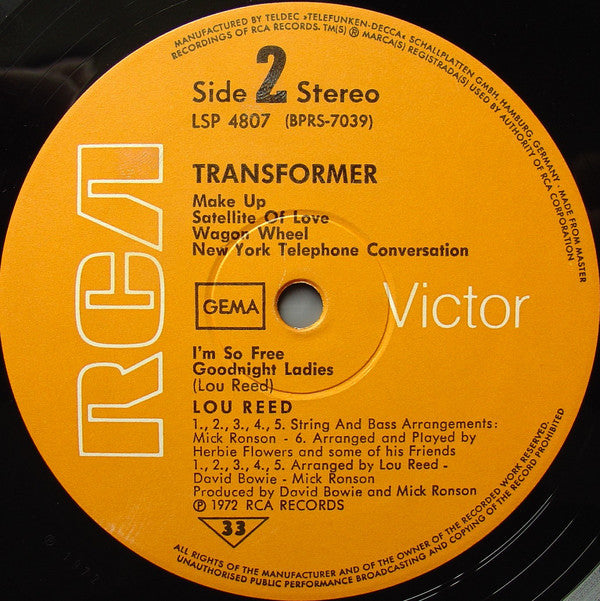 MANUFACTURED BY TELDEC »TELEFUNKEN-DECCA« SCHALLPLATTEN GMBH, HAMBURG, GERMANY · MADE FROM MASTER
RECORDINGS OF RCA RECORDS. TM(S) ® MARCA(S) REGISTRADA(S) USED BY AUTHORITY OF RCA CORPORATION
Side 2 Stereo
LSP 4807 (BPRS-7039)
TRANSFORMER
Make Up
Satellite Of Love
Wagon Wheel
New York Telephone Conversation
RCA
GEMA
Victor
I'm So Free
Goodnight Ladies
(Lou Reed)
LOU REED
1., 2., 3., 4., 5. String And Bass Arrangements:
Mick Ronson - 6. Arranged and Played by
Herbie Flowers and some of his Friends
1., 2., 3., 4., 5. Arranged by Lou Reed -
David Bowie - Mick Ronson
Produced by David Bowie and Mick Ronson
℗ 1972 RCA RECORDS
33
ALL RIGHTS OF THE MANUFACTURER AND OF THE OWNER OF THE RECORDED WORK RESERVED.
UNAUTHORISED PUBLIC PERFORMANCE BROADCASTING AND COPYING OF THIS RECORD PROHIBITED
© 1972